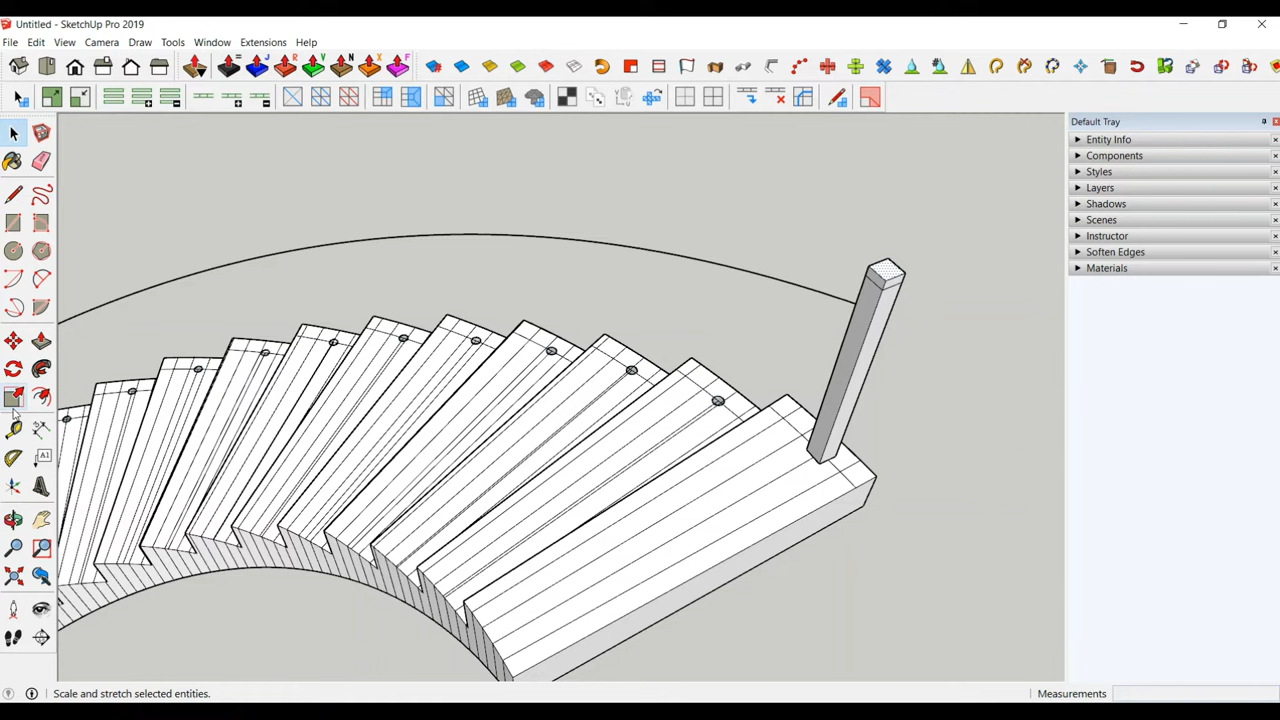 Untitled - SketchUp Pro 2019
File Edit View Camera Draw Tools Window Extensions Help
= J R V N X F
Default Tray
Entity Info
Components
Styles
Layers
Shadows
Scenes
Instructor
Soften Edges
Materials
A1
Scale and stretch selected entities.
Measurements